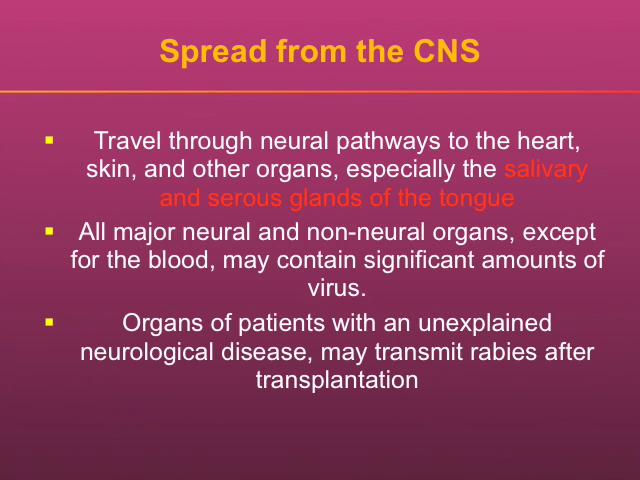 Spread from the CNS
Travel through neural pathways to the heart,
skin, and other organs, especially the salivary
and serous glands of the tongue
All major neural and non-neural organs, except
for the blood, may contain significant amounts of
virus.
Organs of patients with an unexplained
neurological disease, may transmit rabies after
transplantation